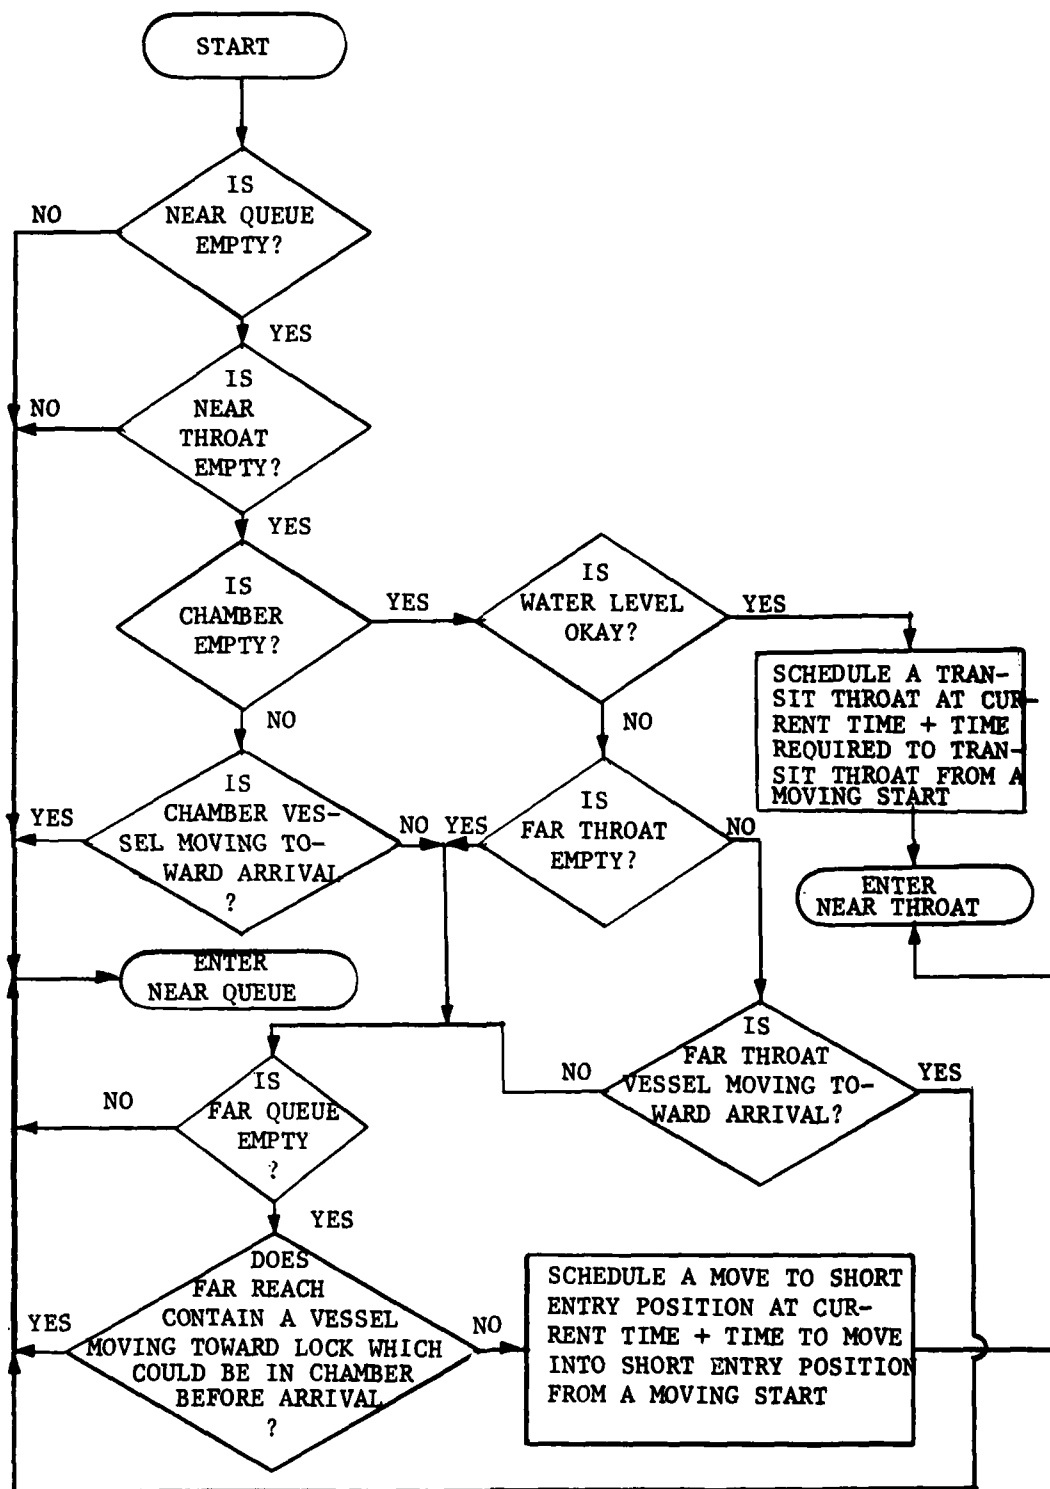 START
IS
NEAR QUEUE
EMPTY?
NO
YES
IS
NEAR
THROAT
EMPTY?
NO
YES
IS
CHAMBER
EMPTY?
YES
IS
WATER LEVEL
OKAY?
YES
SCHEDULE A TRAN-
SIT THROAT AT CUR-
RENT TIME + TIME
REQUIRED TO TRAN-
SIT THROAT FROM A
MOVING START
NO
NO
IS
CHAMBER VES-
SEL MOVING TO-
WARD ARRIVAL
?
YES
NO
YES
IS
FAR THROAT
EMPTY?
NO
ENTER
NEAR THROAT
ENTER
NEAR QUEUE
IS
FAR THROAT
VESSEL MOVING TO-
WARD ARRIVAL?
NO
YES
IS
FAR QUEUE
EMPTY
?
NO
YES
DOES
FAR REACH
CONTAIN A VESSEL
MOVING TOWARD LOCK WHICH
COULD BE IN CHAMBER
BEFORE ARRIVAL
?
YES
NO
SCHEDULE A MOVE TO SHORT
ENTRY POSITION AT CUR-
RENT TIME + TIME TO MOVE
INTO SHORT ENTRY POSITION
FROM A MOVING START